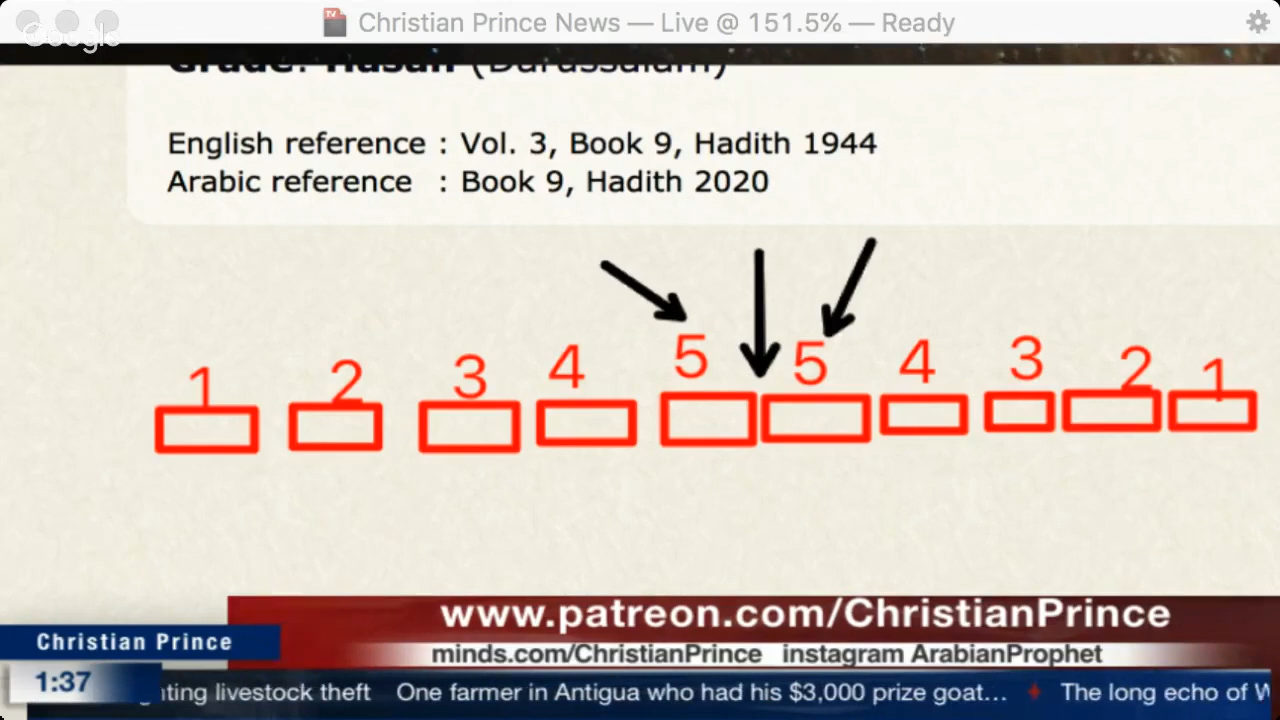 Christian Prince News — Live @ 151.5% — Ready
Google
Grade: Hasan (Darussalam)
English reference : Vol. 3, Book 9, Hadith 1944
Arabic reference : Book 9, Hadith 2020
1 2 3 4 5 5 4 3 2 1
www.patreon.com/ChristianPrince
Christian Prince
minds.com/ChristianPrince instagram ArabianProphet
1:37
livestock theft One farmer in Antigua who had his $3,000 prize goat... The long echo of